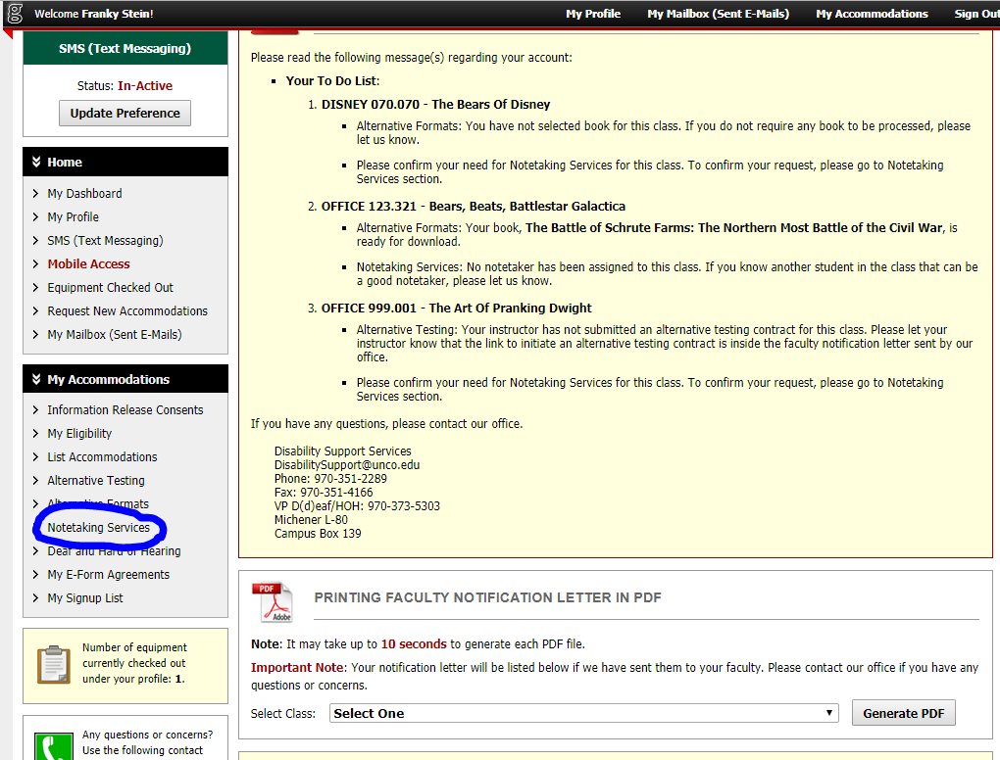 g Welcome Franky Stein!
My Profile My Mailbox (Sent E-Mails) My Accommodations Sign Out
SMS (Text Messaging)
Status: In-Active
Update Preference
Home
My Dashboard
My Profile
SMS (Text Messaging)
Mobile Access
Equipment Checked Out
Request New Accommodations
My Mailbox (Sent E-Mails)
My Accommodations
Information Release Consents
My Eligibility
List Accommodations
Alternative Testing
Alternative Formats
Notetaking Services
Deaf and Hard of Hearing
My E-Form Agreements
My Signup List
Number of equipment
currently checked out
under your profile: 1.
Any questions or concerns?
Use the following contact
Please read the following message(s) regarding your account:
Your To Do List:
1. DISNEY 070.070 - The Bears Of Disney
Alternative Formats: You have not selected book for this class. If you do not require any book to be processed, please
let us know.
Please confirm your need for Notetaking Services for this class. To confirm your request, please go to Notetaking
Services section.
2. OFFICE 123.321 - Bears, Beats, Battlestar Galactica
Alternative Formats: Your book, The Battle of Schrute Farms: The Northern Most Battle of the Civil War, is
ready for download.
Notetaking Services: No notetaker has been assigned to this class. If you know another student in the class that can be
a good notetaker, please let us know.
3. OFFICE 999.001 - The Art Of Pranking Dwight
Alternative Testing: Your instructor has not submitted an alternative testing contract for this class. Please let your
instructor know that the link to initiate an alternative testing contract is inside the faculty notification letter sent by our
office.
Please confirm your need for Notetaking Services for this class. To confirm your request, please go to Notetaking
Services section.
If you have any questions, please contact our office.
Disability Support Services
DisabilitySupport@unco.edu
Phone: 970-351-2289
Fax: 970-351-4166
VP D(d)eaf/HOH: 970-373-5303
Michener L-80
Campus Box 139
PDF
Adobe
PRINTING FACULTY NOTIFICATION LETTER IN PDF
Note: It may take up to 10 seconds to generate each PDF file.
Important Note: Your notification letter will be listed below if we have sent them to your faculty. Please contact our office if you have any
questions or concerns.
Select Class: Select One Generate PDF